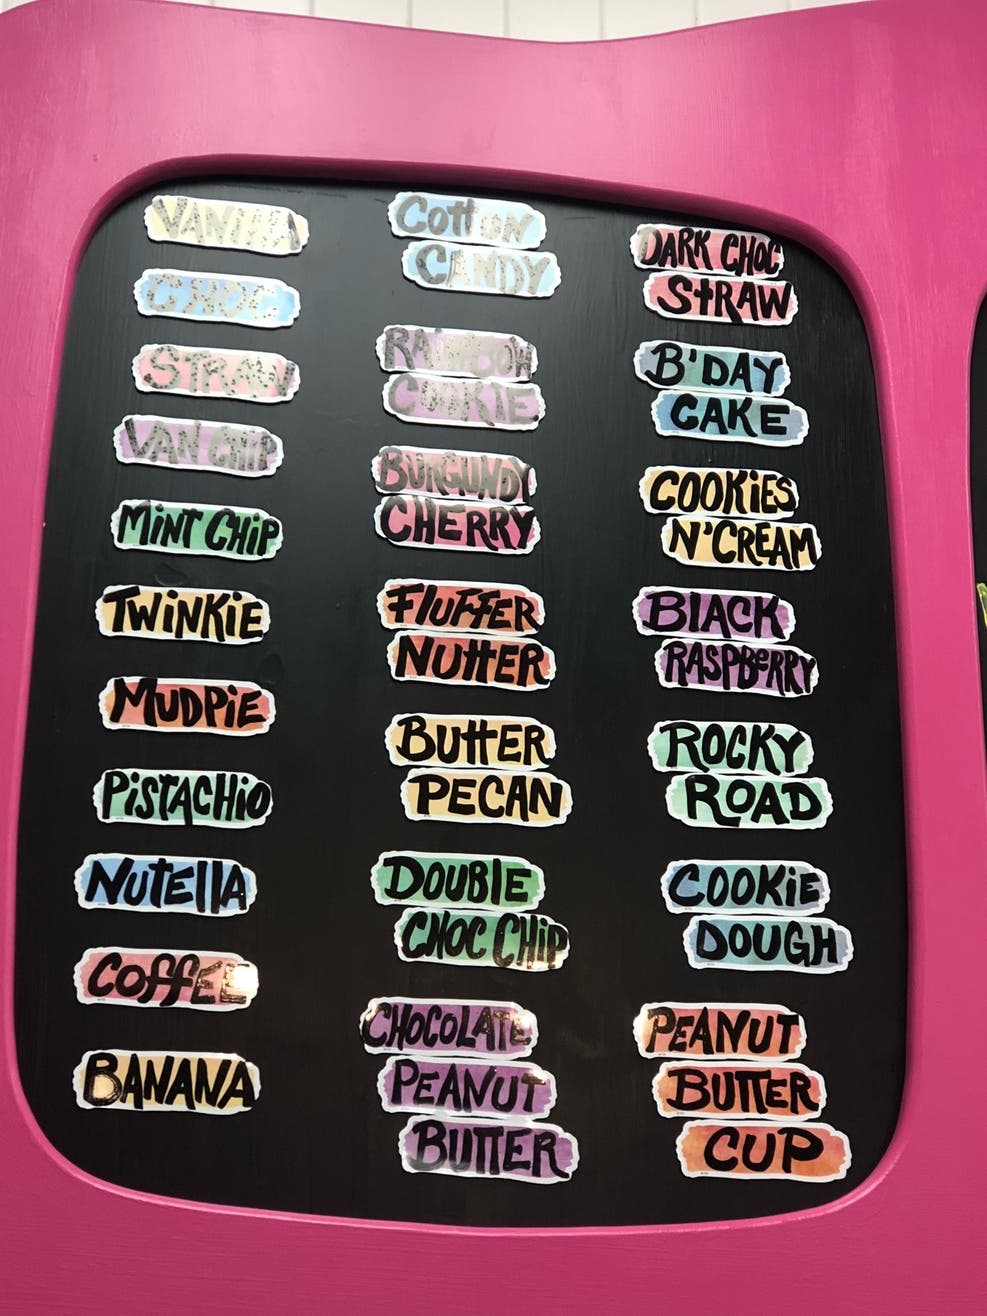 VANILLA
CHOC
STRAW
VAN CHIP
MINT CHIP
TWINKIE
MUDPIE
PISTACHIO
NUTELLA
COFFEE
BANANA
COTTON
CANDY
RAINBOW
COOKIE
BURGUNDY
CHERRY
FLUFFER
NUTTER
BUTTER
PECAN
DOUBLE
CHOC CHIP
CHOCOLATE
PEANUT
BUTTER
DARK CHOC
STRAW
B'DAY
CAKE
COOKIES
N'CREAM
BLACK
RASPBERRY
ROCKY
ROAD
COOKIE
DOUGH
PEANUT
BUTTER
CUP